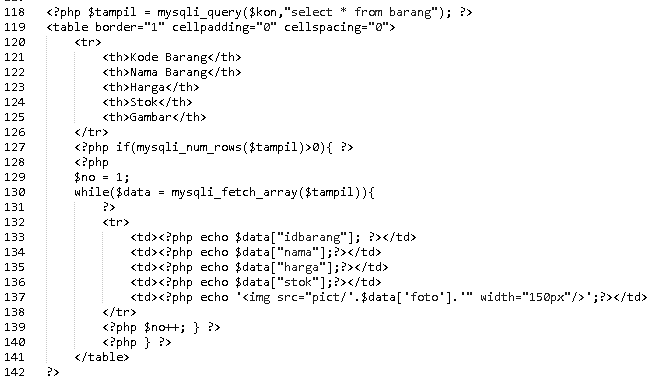 118 <?php $tampil = mysqli_query($kon,"select * from barang"); ?>
119 <table border="1" cellpadding="0" cellspacing="0">
120 <tr>
121 <th>Kode Barang</th>
122 <th>Nama Barang</th>
123 <th>Harga</th>
124 <th>Stok</th>
125 <th>Gambar</th>
126 </tr>
127 <?php if(mysqli_num_rows($tampil)>0){ ?>
128 <?php
129 $no = 1;
130 while($data = mysqli_fetch_array($tampil)){
131 ?>
132 <tr>
133 <td><?php echo $data["idbarang"]; ?></td>
134 <td><?php echo $data["nama"];?></td>
135 <td><?php echo $data["harga"];?></td>
136 <td><?php echo $data["stok"];?></td>
137 <td><?php echo '<img src="pict/'.$data['foto'].'" width="150px"/>';?></td>
138 </tr>
139 <?php $no++; } ?>
140 <?php } ?>
141 </table>
142 ?>